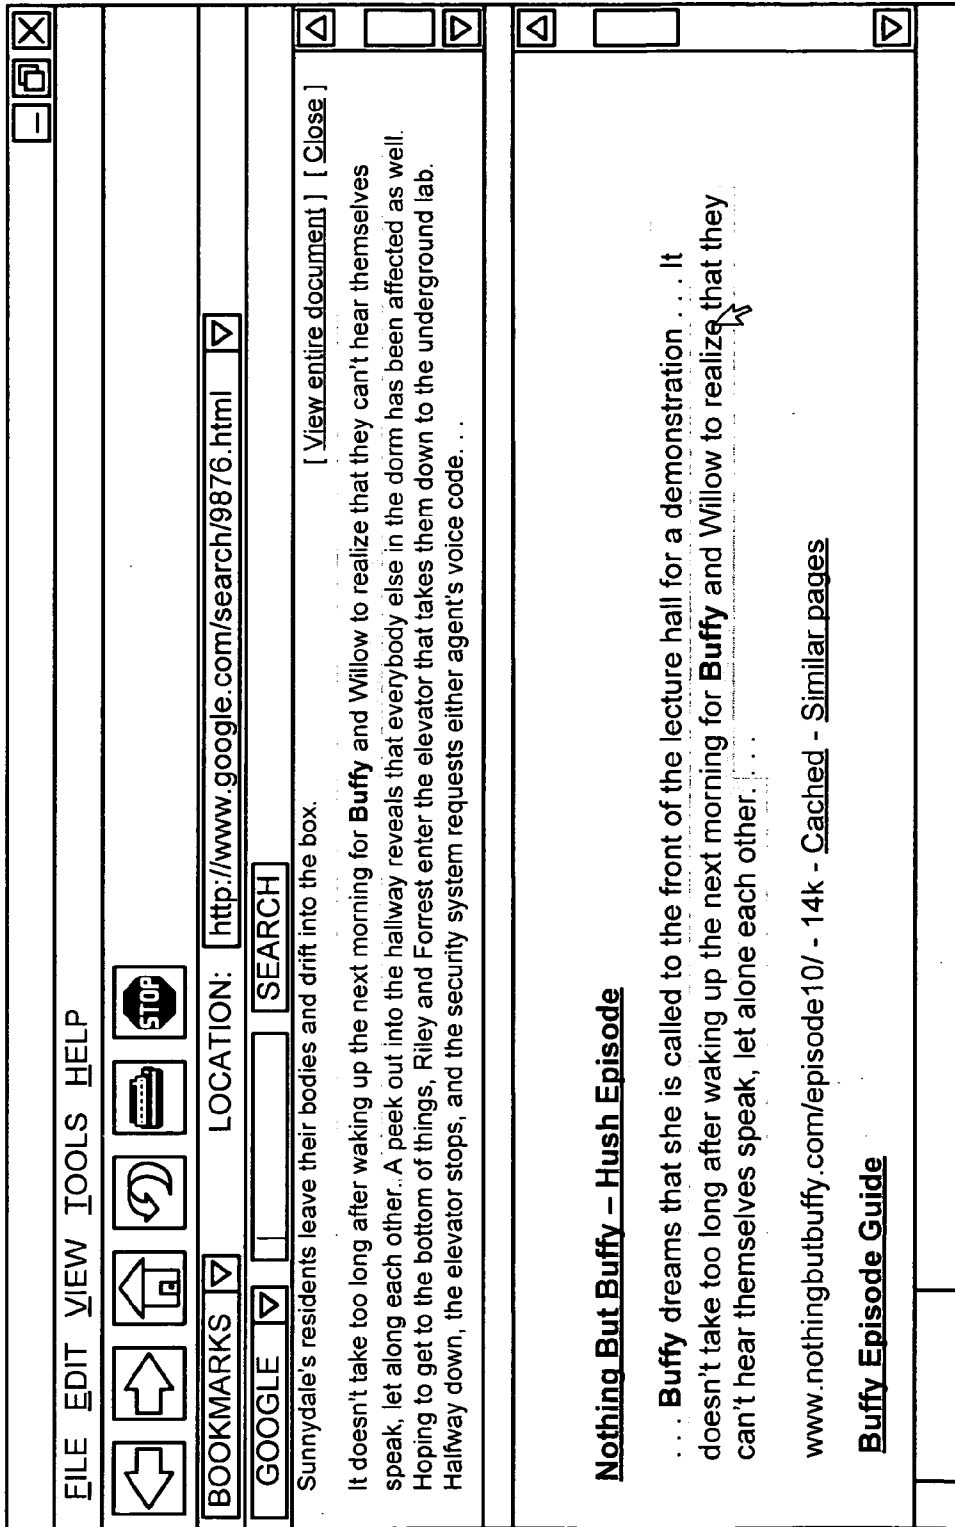 FILE EDIT VIEW TOOLS HELP
STOP
BOOKMARKS LOCATION: http://www.google.com/search/9876.html
GOOGLE SEARCH
Sunnydale's residents leave their bodies and drift into the box. [ View entire document ] [ Close ]
It doesn't take too long after waking up the next morning for Buffy and Willow to realize that they can't hear themselves
speak, let along each other. A peek out into the hallway reveals that everybody else in the dorm has been affected as well.
Hoping to get to the bottom of things, Riley and Forrest enter the elevator that takes them down to the underground lab.
Halfway down, the elevator stops, and the security system requests either agent's voice code. . .
Nothing But Buffy – Hush Episode
. . . Buffy dreams that she is called to the front of the lecture hall for a demonstration . . . It
doesn't take too long after waking up the next morning for Buffy and Willow to realize that they
can't hear themselves speak, let alone each other. . . .
www.nothingbutbuffy.com/episode10/ - 14k - Cached - Similar pages
Buffy Episode Guide